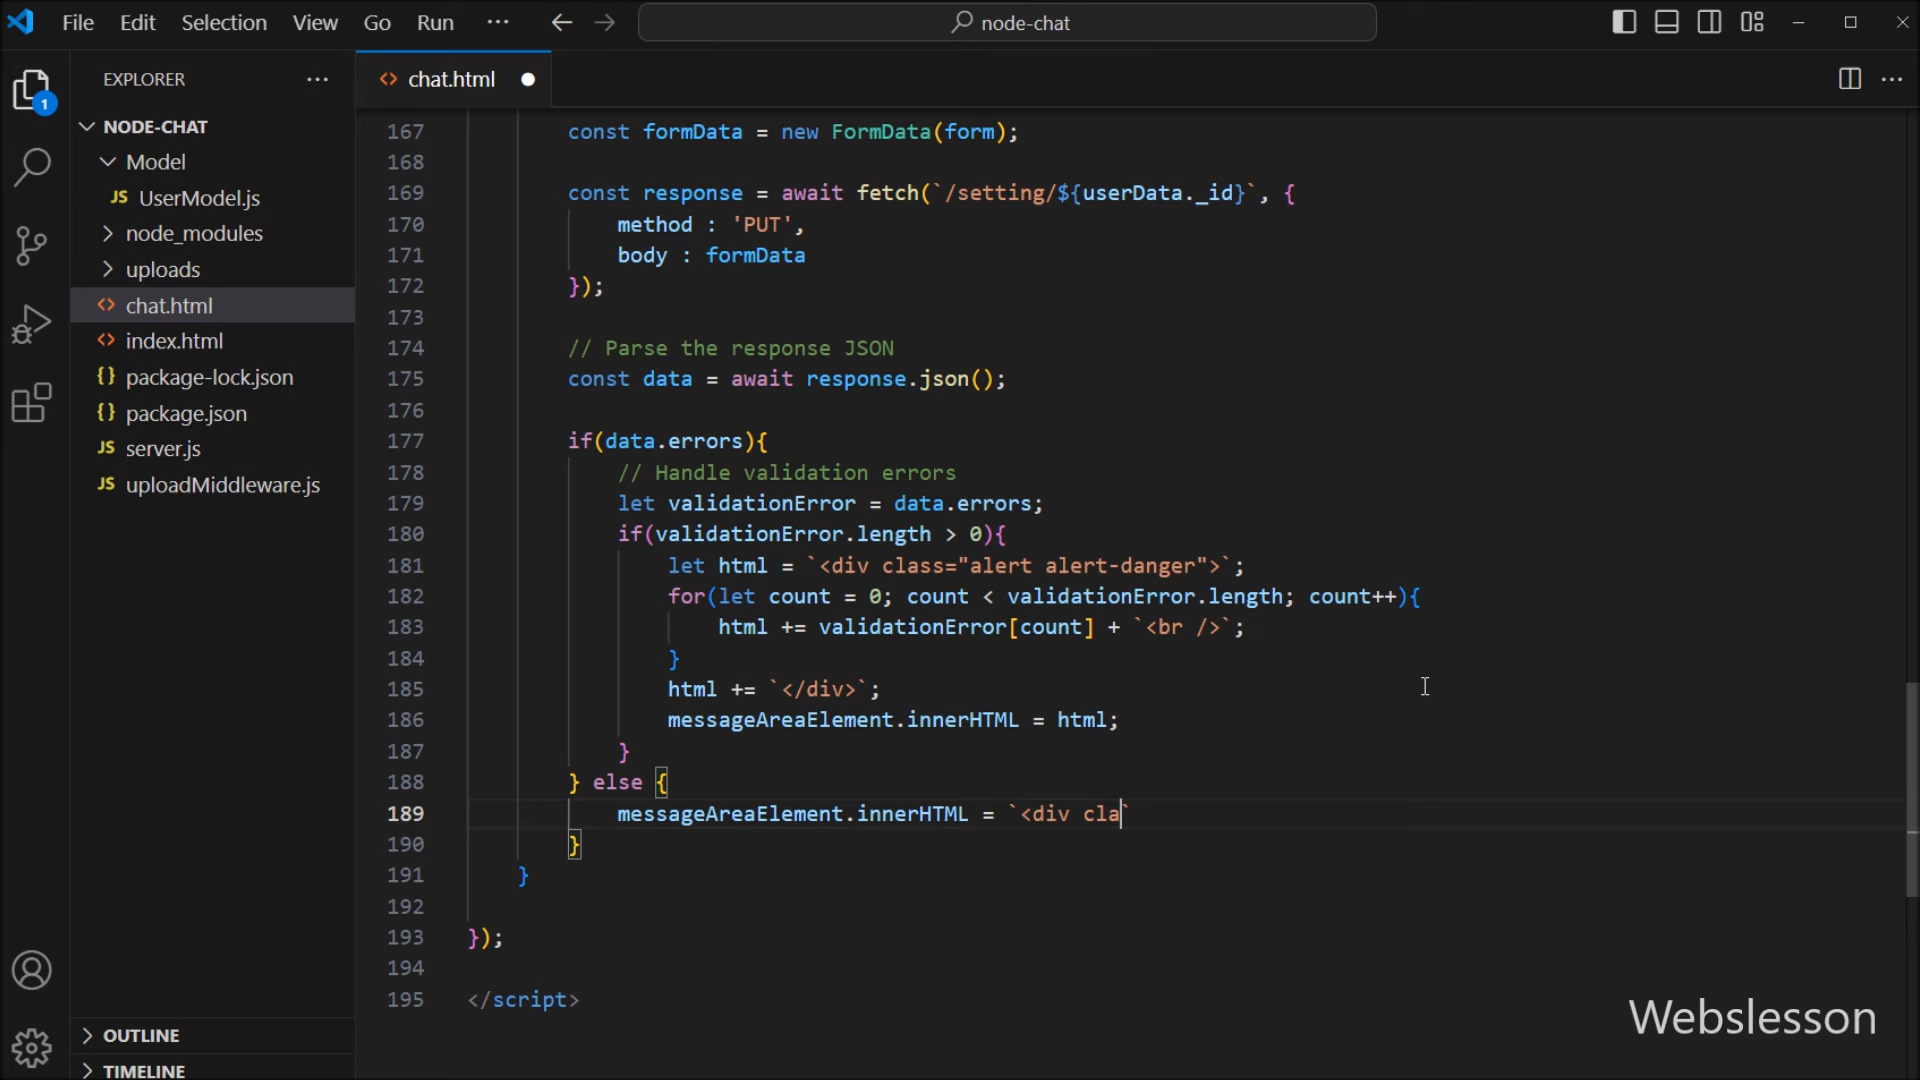 File Edit Selection View Go Run ··· node-chat
EXPLORER ···
1
NODE-CHAT
Model
JS UserModel.js
node_modules
uploads
<> chat.html
<> index.html
{} package-lock.json
{} package.json
JS server.js
JS uploadMiddleware.js
OUTLINE
TIMELINE
<> chat.html
167 const formData = new FormData(form);
168
169 const response = await fetch(`/setting/${userData._id}`, {
170 method : 'PUT',
171 body : formData
172 });
173
174 // Parse the response JSON
175 const data = await response.json();
176
177 if(data.errors){
178 // Handle validation errors
179 let validationError = data.errors;
180 if(validationError.length > 0){
181 let html = `<div class="alert alert-danger">`;
182 for(let count = 0; count < validationError.length; count++){
183 html += validationError[count] + `<br />`;
184 }
185 html += `</div>`;
186 messageAreaElement.innerHTML = html;
187 }
188 } else {
189 messageAreaElement.innerHTML = `<div cla`
190 }
191 }
192
193 });
194
195 </script>
Webslesson